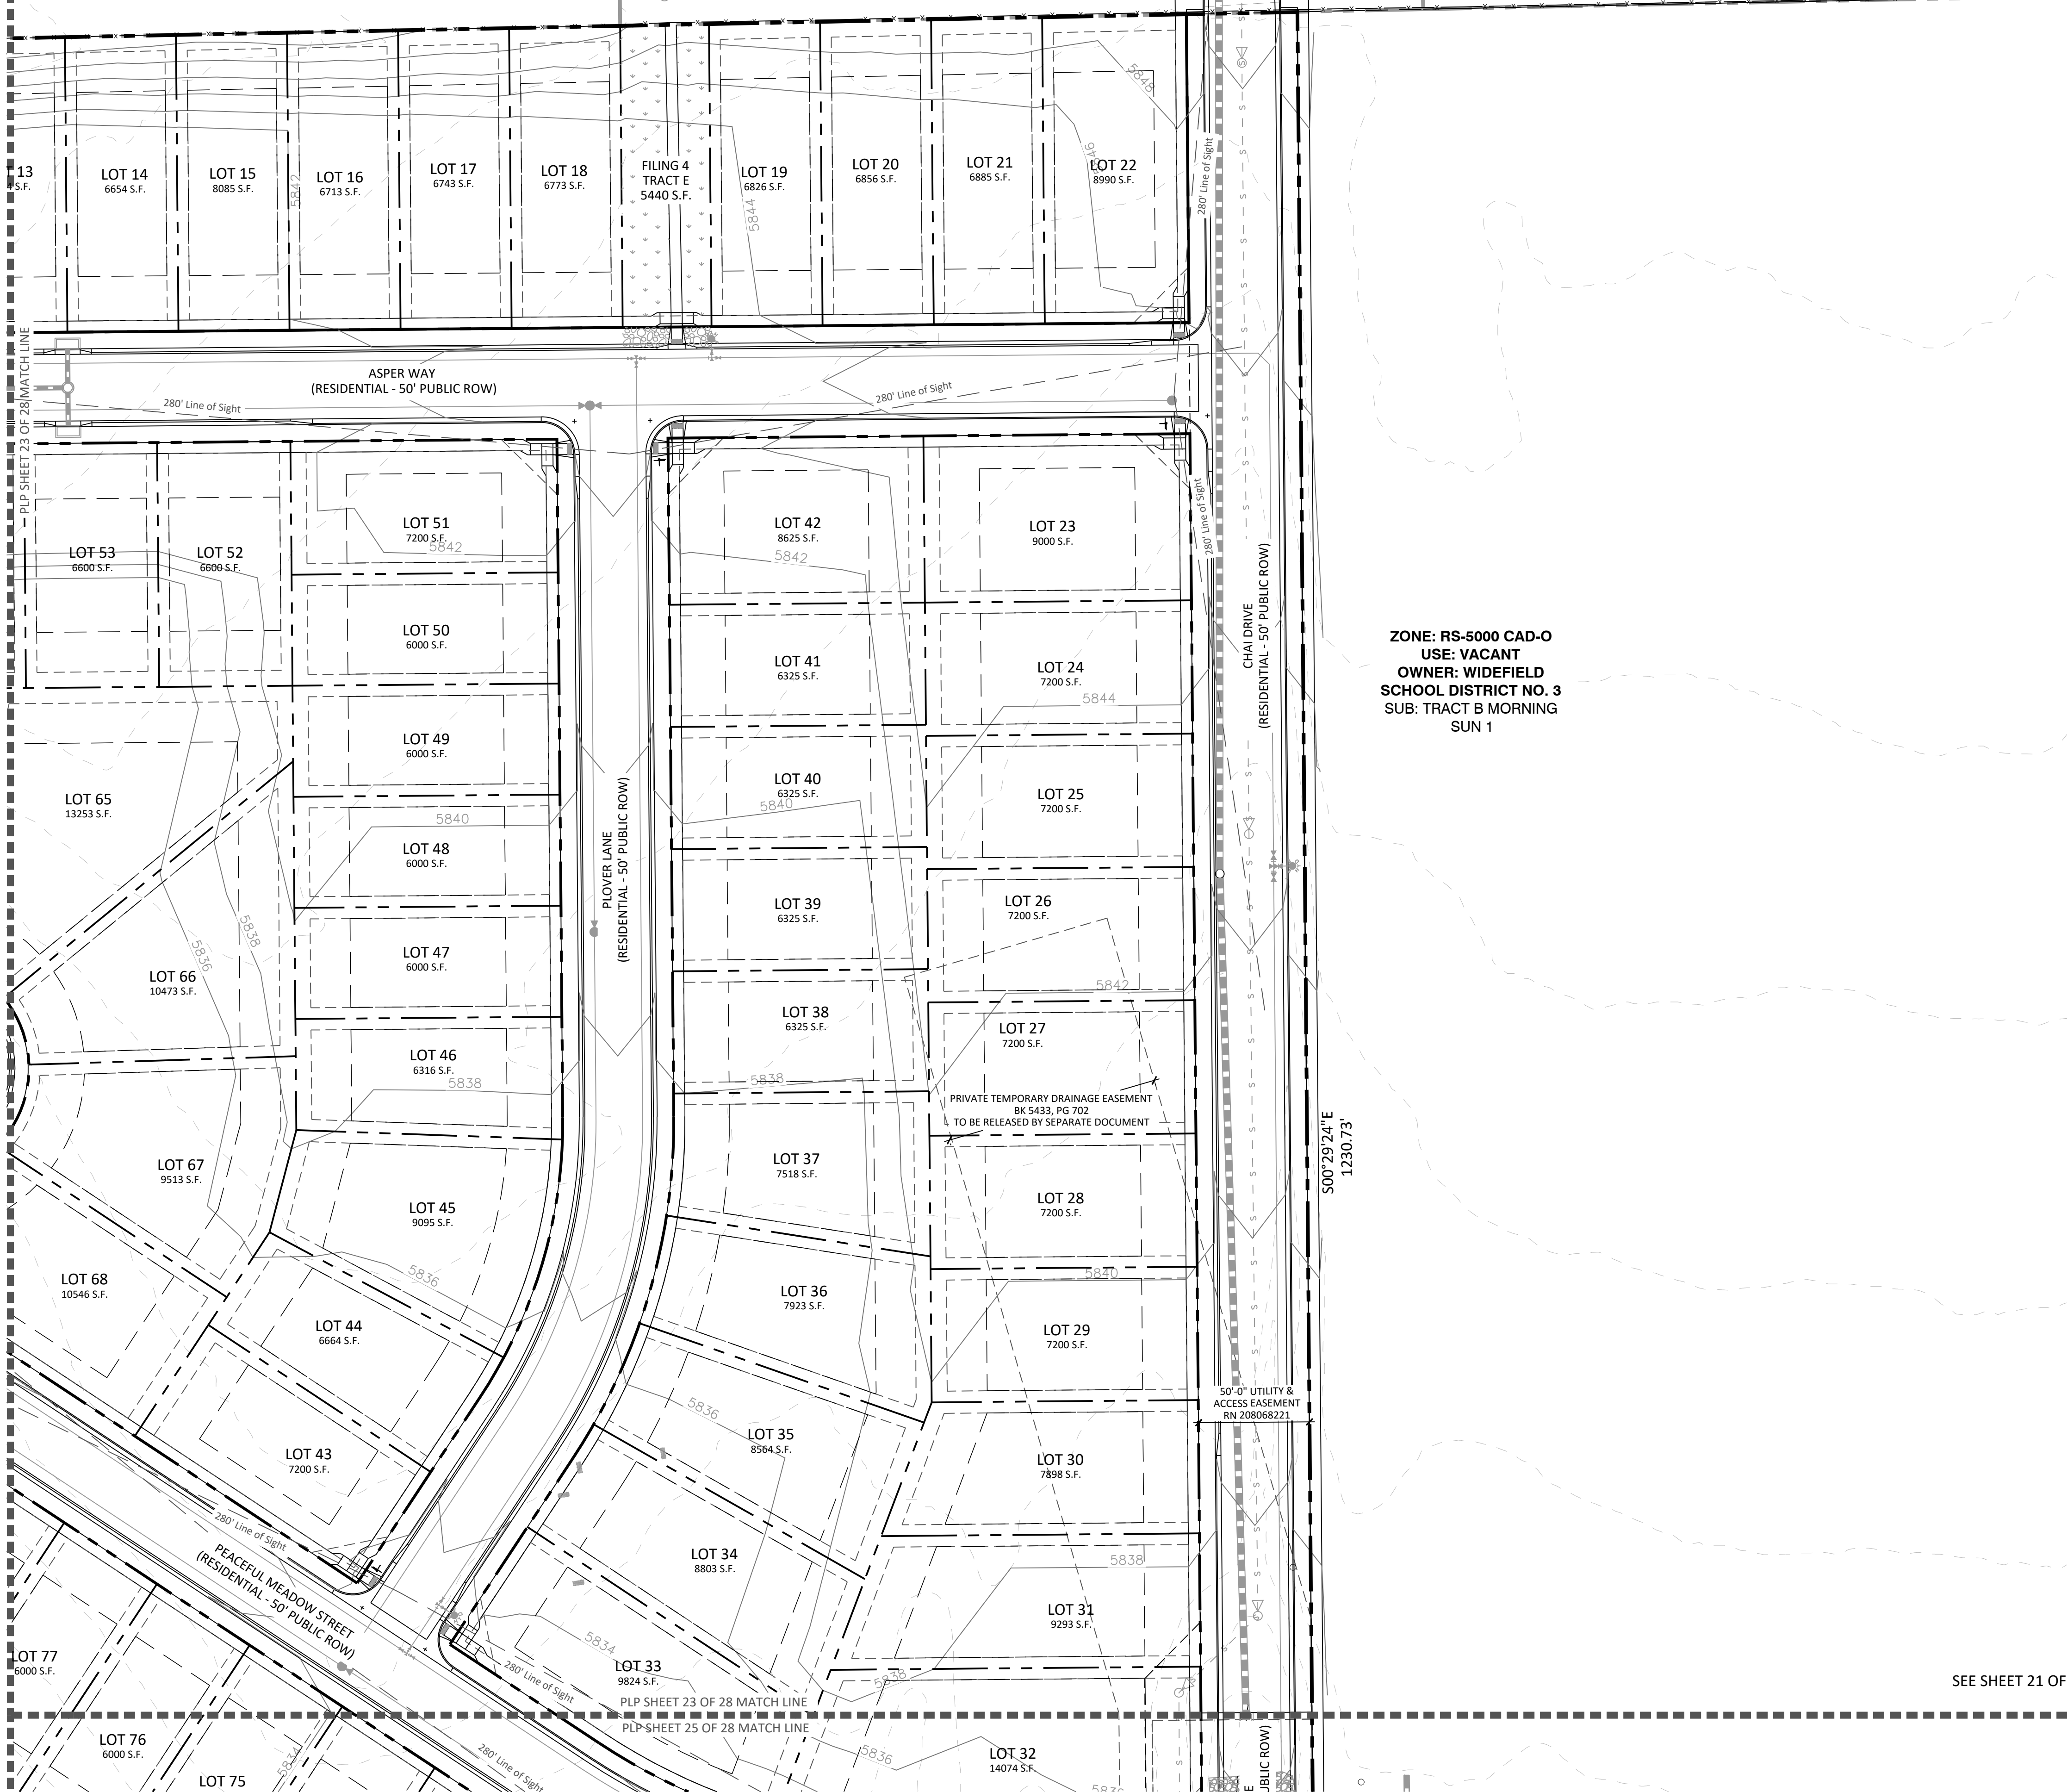 5848
T 13
LOT 14
6654 S.F.
LOT 15
8085 S.F.
LOT 16
6713 S.F.
5842
LOT 17
6743 S.F.
LOT 18
6773 S.F.
FILING 4
TRACT E
5440 S.F.
LOT 19
6826 S.F.
5844
LOT 20
6856 S.F.
LOT 21
6885 S.F.
5846
LOT 22
8990 S.F.
280' Line of Sight
PLP SHEET 23 OF 28 MATCH LINE
ASPER WAY
(RESIDENTIAL - 50' PUBLIC ROW)
280' Line of Sight
280' Line of Sight
LOT 53
6600 S.F.
LOT 52
6600 S.F.
LOT 51
7200 S.F.
5842
LOT 42
8625 S.F.
5842
LOT 23
9000 S.F.
280' Line of Sight
CHAI DRIVE
(RESIDENTIAL - 50' PUBLIC ROW)
ZONE: RS-5000 CAD-O
USE: VACANT
OWNER: WIDEFIELD
SCHOOL DISTRICT NO. 3
SUB: TRACT B MORNING
SUN 1
LOT 50
6000 S.F.
LOT 41
6325 S.F.
LOT 24
7200 S.F.
5844
LOT 49
6000 S.F.
LOT 40
6325 S.F.
5840
LOT 25
7200 S.F.
LOT 65
13253 S.F.
5840
LOT 48
6000 S.F.
PLOVER LANE
(RESIDENTIAL - 50' PUBLIC ROW)
LOT 39
6325 S.F.
LOT 26
7200 S.F.
5838
5836
LOT 66
10473 S.F.
LOT 47
6000 S.F.
LOT 38
6325 S.F.
5842
LOT 27
7200 S.F.
LOT 46
6316 S.F.
5838
5838
PRIVATE TEMPORARY DRAINAGE EASEMENT
BK 5433, PG 702
TO BE RELEASED BY SEPARATE DOCUMENT
S00°29'24"E
1230.73'
LOT 67
9513 S.F.
LOT 45
9095 S.F.
LOT 37
7518 S.F.
LOT 28
7200 S.F.
5836
5840
LOT 68
10546 S.F.
LOT 44
6664 S.F.
LOT 36
7923 S.F.
LOT 29
7200 S.F.
50'-0" UTILITY &
ACCESS EASEMENT
RN 208068221
5836
LOT 43
7200 S.F.
LOT 35
8564 S.F.
LOT 30
7898 S.F.
280' Line of Sight
PEACEFUL MEADOW STREET
(RESIDENTIAL - 50' PUBLIC ROW)
LOT 34
8803 S.F.
5838
LOT 31
9293 S.F.
5834
LOT 77
6000 S.F.
LOT 33
9824 S.F.
280' Line of Sight
5838
SEE SHEET 21 OF
PLP SHEET 23 OF 28 MATCH LINE
PLP SHEET 25 OF 28 MATCH LINE
LOT 76
6000 S.F.
5834
280' Line of Sight
5836
LOT 32
14074 S.F.
UBLIC ROW)
LOT 75